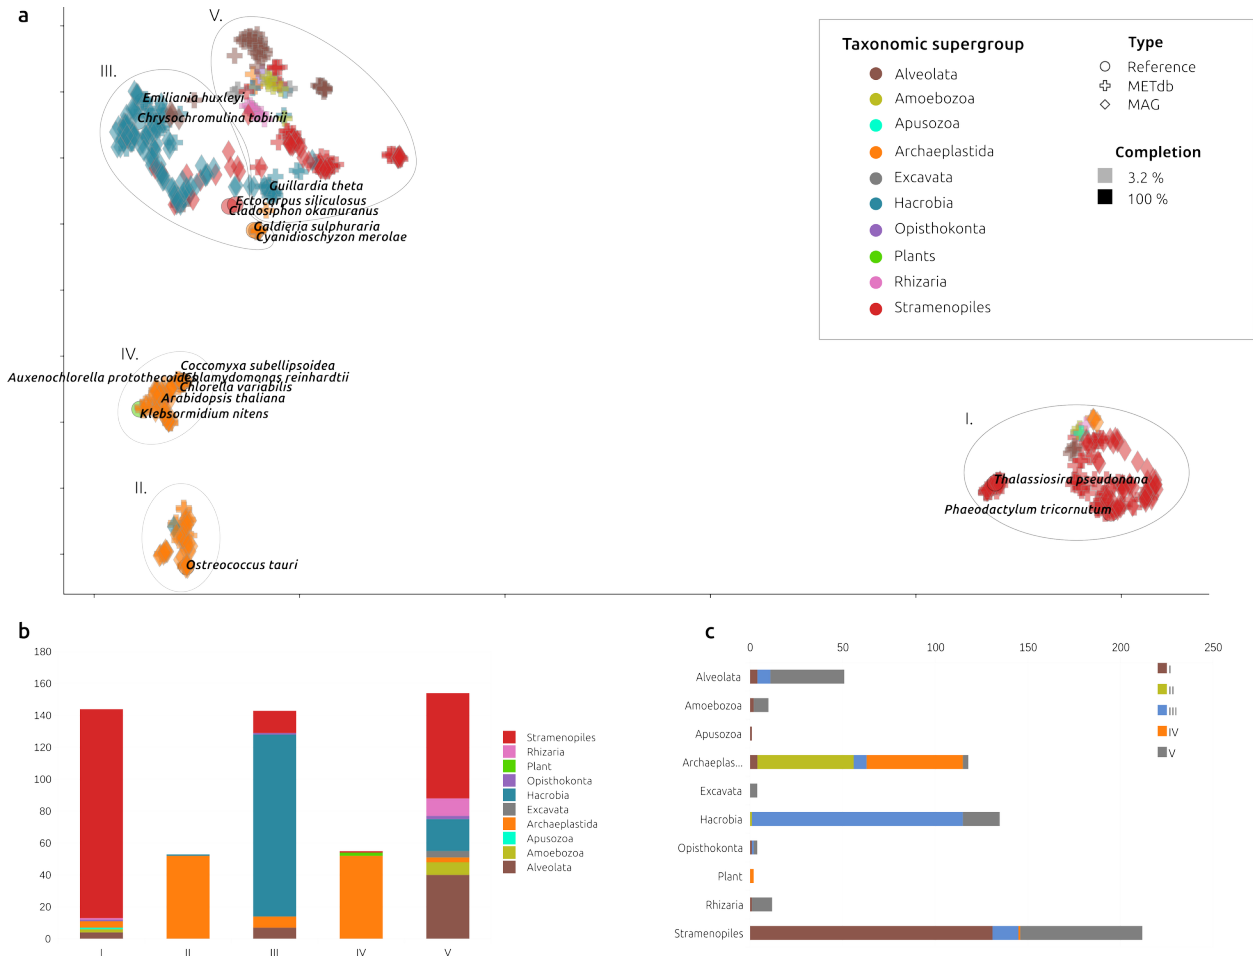 a
V.
III.
Emiliania huxleyi
Chrysochromulina tobinii
Guillardia theta
Ectocarpus siliculosus
Cladosiphon okamuranus
Galdieria sulphuraria
Cyanidioschyzon merolae
Taxonomic supergroup
Alveolata
Amoebozoa
Apusozoa
Archaeplastida
Excavata
Hacrobia
Opisthokonta
Plants
Rhizaria
Stramenopiles
Type
Reference
METdb
MAG
Completion
3.2 %
100 %
IV.
Coccomyxa subellipsoidea
Auxenochlorella protothecoides
Chlamydomonas reinhardtii
Chlorella variabilis
Arabidopsis thaliana
Klebsormidium nitens
I.
Thalassiosira pseudonana
Phaeodactylum tricornutum
II.
Ostreococcus tauri
b
180
160
140
120
100
80
60
40
20
0
I
II
III
IV
V
Stramenopiles
Rhizaria
Plant
Opisthokonta
Hacrobia
Excavata
Archaeplastida
Apusozoa
Amoebozoa
Alveolata
c
0 50 100 150 200 250
Alveolata
Amoebozoa
Apusozoa
Archaeplas...
Excavata
Hacrobia
Opisthokonta
Plant
Rhizaria
Stramenopiles
I
II
III
IV
V